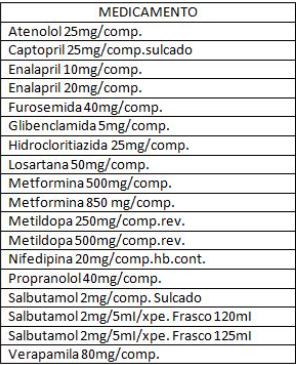 MEDICAMENTO
Atenolol 25mg/comp.
Captopril 25mg/comp.sulcado
Enalapril 10mg/comp.
Enalapril 20mg/comp.
Furosemida 40mg/comp.
Glibenclamida 5mg/comp.
Hidrocloritiazida 25mg/comp.
Losartana 50mg/comp.
Metformina 500mg/comp.
Metformina 850 mg/comp.
Metildopa 250mg/comp.rev.
Metildopa 500mg/comp.rev.
Nifedipina 20mg/comp.hb.cont.
Propranolol 40mg/comp.
Salbutamol 2mg/comp. Sulcado
Salbutamol 2mg/5ml/xpe. Frasco 120ml
Salbutamol 2mg/5ml/xpe. Frasco 125ml
Verapamila 80mg/comp.